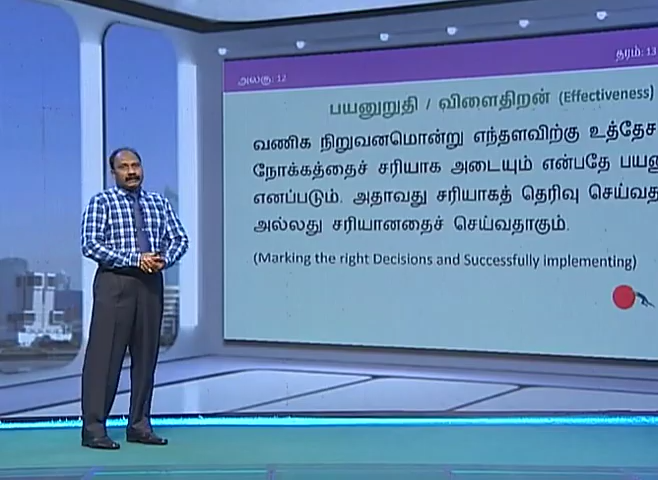 அலகு: 12
தரம்: 13
பயனுறுதி / விளைதிறன் (Effectiveness)
வணிக நிறுவனமொன்று எந்தளவிற்கு உத்தேச
நோக்கத்தைச் சரியாக அடையும் என்பதே
எனப்படும். அதாவது சரியாகத் தெரிவு
அல்லது சரியானதைச் செய்வதாகும்.
(Marking the right Decisions and Successfully implementing)